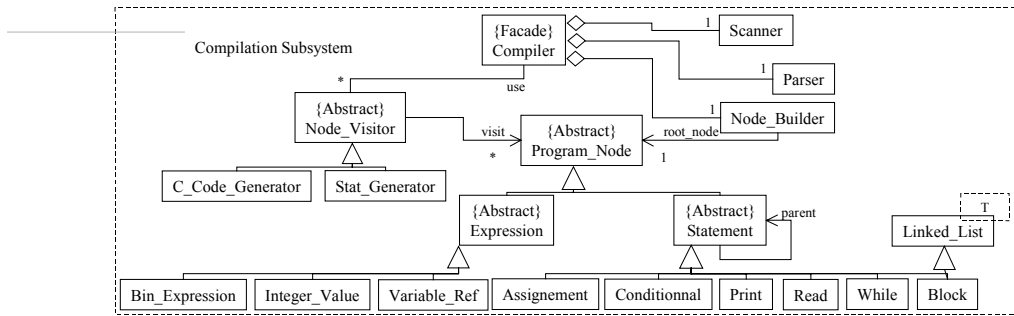 {Facade}
Compiler
1
Scanner
Compilation Subsystem
*
use
1
Parser
{Abstract}
Node_Visitor
1
Node_Builder
visit
*
{Abstract}
Program_Node
root_node
1
C_Code_Generator
Stat_Generator
{Abstract}
Expression
{Abstract}
Statement
parent
T
Linked_List
Bin_Expression
Integer_Value
Variable_Ref
Assignement
Conditionnal
Print
Read
While
Block